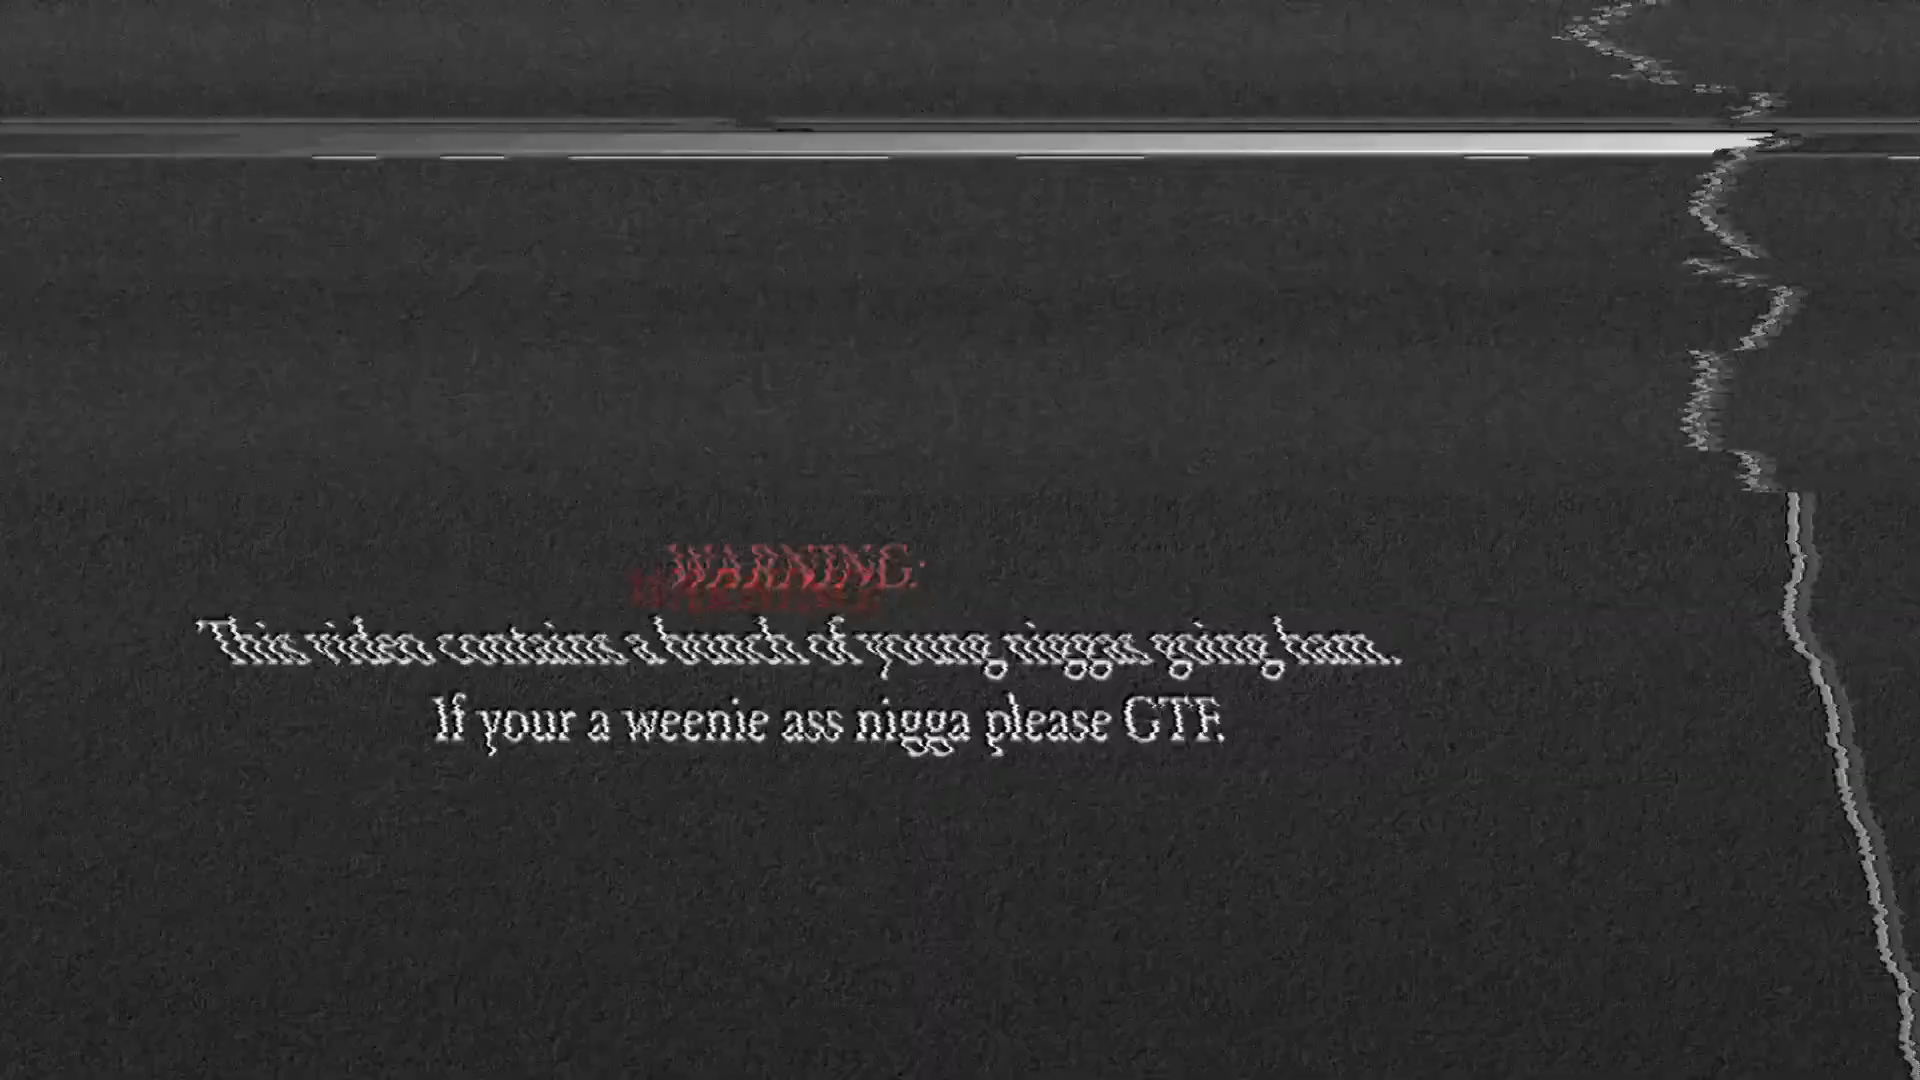 WARNING:
This video contains a bunch of young niggas going ham.
If your a weenie ass nigga please GTF.